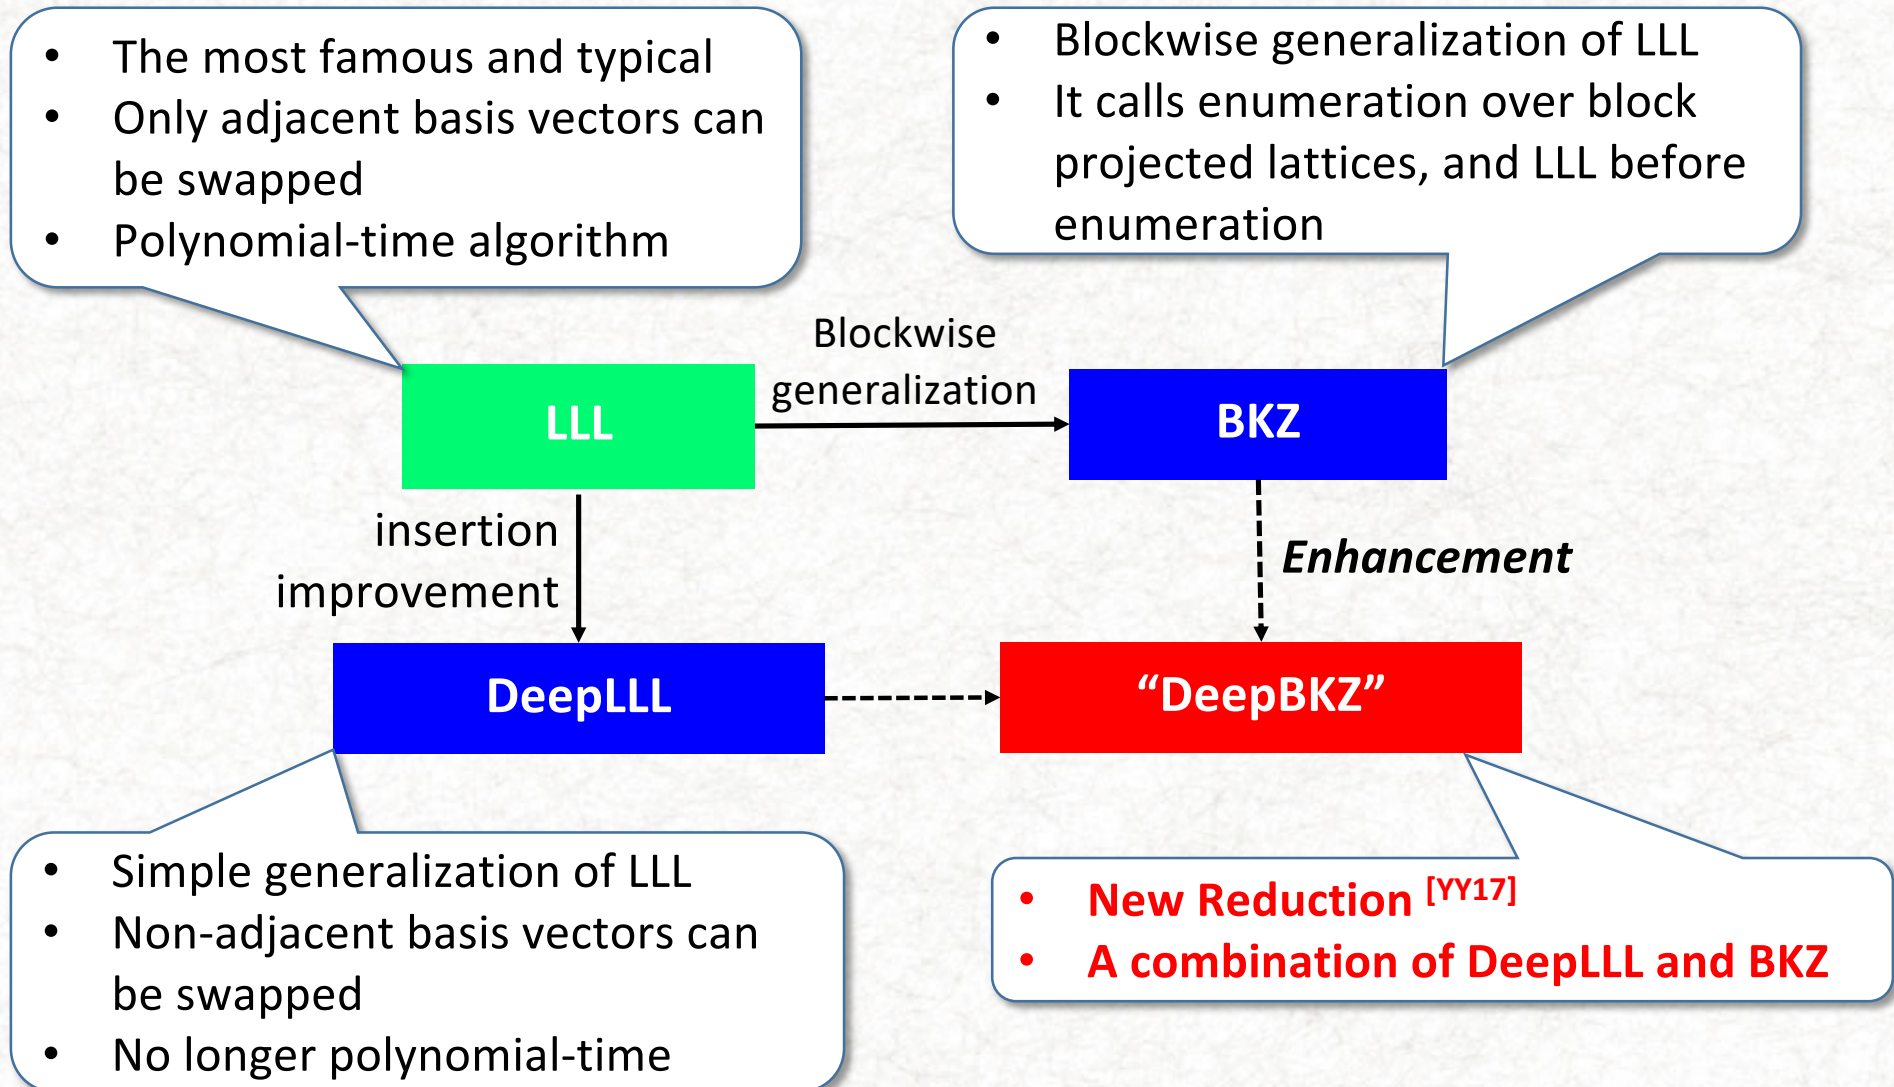 • The most famous and typical
• Only adjacent basis vectors can
be swapped
• Polynomial-time algorithm
• Blockwise generalization of LLL
• It calls enumeration over block
projected lattices, and LLL before
enumeration
Blockwise
generalization
LLL
BKZ
insertion
improvement
Enhancement
DeepLLL
“DeepBKZ”
• Simple generalization of LLL
• Non-adjacent basis vectors can
be swapped
• No longer polynomial-time
• New Reduction [YY17]
• A combination of DeepLLL and BKZ